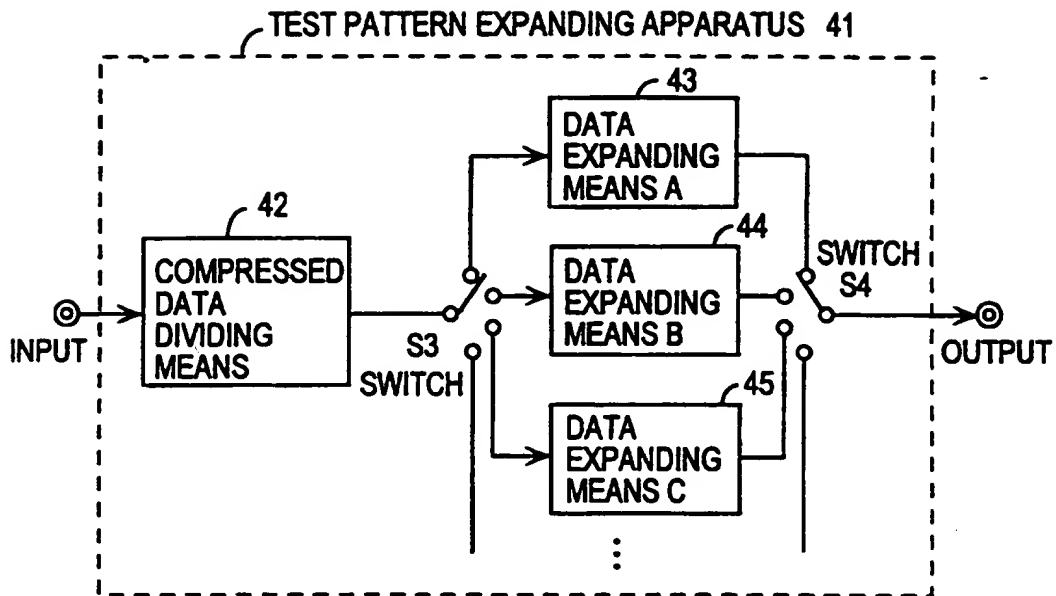 TEST PATTERN EXPANDING APPARATUS 41
43
DATA
EXPANDING
MEANS A
42
COMPRESSED
DATA
DIVIDING
MEANS
INPUT
S3
SWITCH
44
DATA
EXPANDING
MEANS B
SWITCH
S4
OUTPUT
45
DATA
EXPANDING
MEANS C